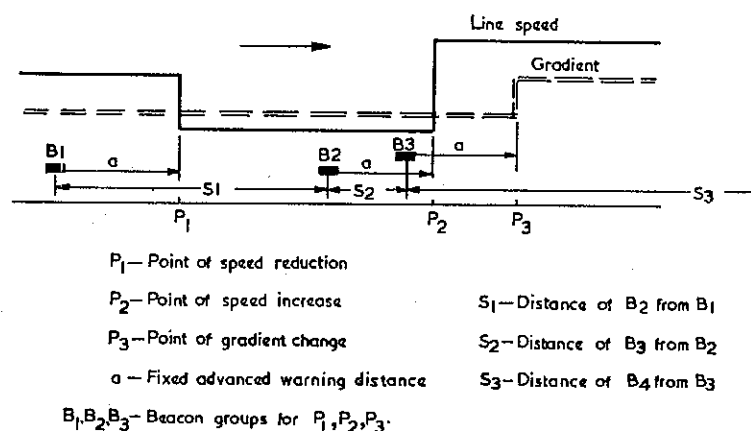 Line speed
Gradient
B1
a
B2
a
B3
a
S1
S2
S3
P1
P2
P3
P1—Point of speed reduction
P2—Point of speed increase
S1—Distance of B2 from B1
P3—Point of gradient change
S2—Distance of B3 from B2
a—Fixed advanced warning distance
S3—Distance of B4 from B3
B1,B2,B3—Beacon groups for P1,P2,P3.